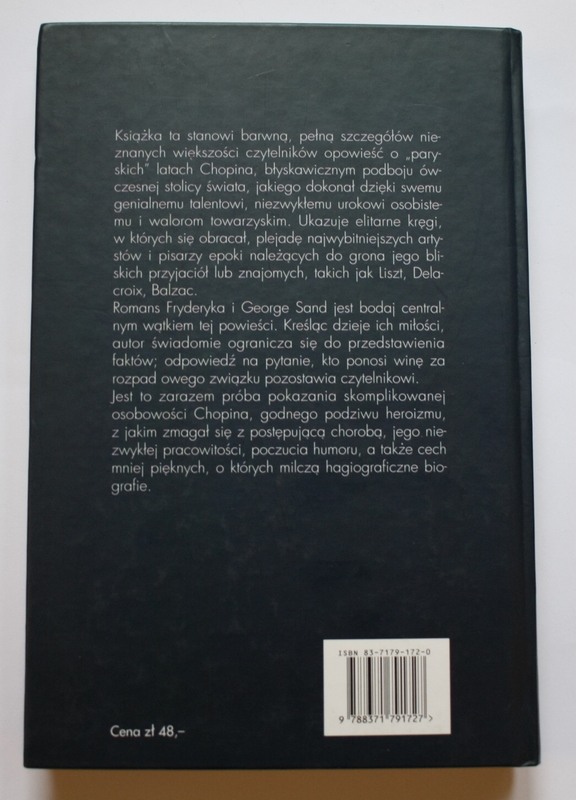 Książka ta stanowi barwną, pełną szczegółów nie-
znanych większości czytelników opowieść o „pary-
skich” latach Chopina, błyskawicznym podboju ów-
czesnej stolicy świata, jakiego dokonał dzięki swemu
genialnemu talentowi, niezwykłemu urokowi osobiste-
mu i walorom towarzyskim. Ukazuje elitarne kręgi,
w których się obracał, plejadę najwybitniejszych arty-
stów i pisarzy epoki należących do grona jego bli-
skich przyjaciół lub znajomych, takich jak Liszt, Dela-
croix, Balzac.
Romans Fryderyka i George Sand jest bodaj central-
nym wątkiem tej powieści. Kreśląc dzieje ich miłości,
autor świadomie ogranicza się do przedstawienia
faktów; odpowiedź na pytanie, kto ponosi winę za
rozpad owego związku pozostawia czytelnikowi.
Jest to zarazem próba pokazania skomplikowanej
osobowości Chopina, godnego podziwu heroizmu,
z jakim zmagał się z postępującą chorobą, jego nie-
zwykłej pracowitości, poczucia humoru, a także cech
mniej pięknych, o których milczą hagiograficzne bio-
grafie.
ISBN 83-7179-172-0
9 788371 791727 >
Cena zł 48,–